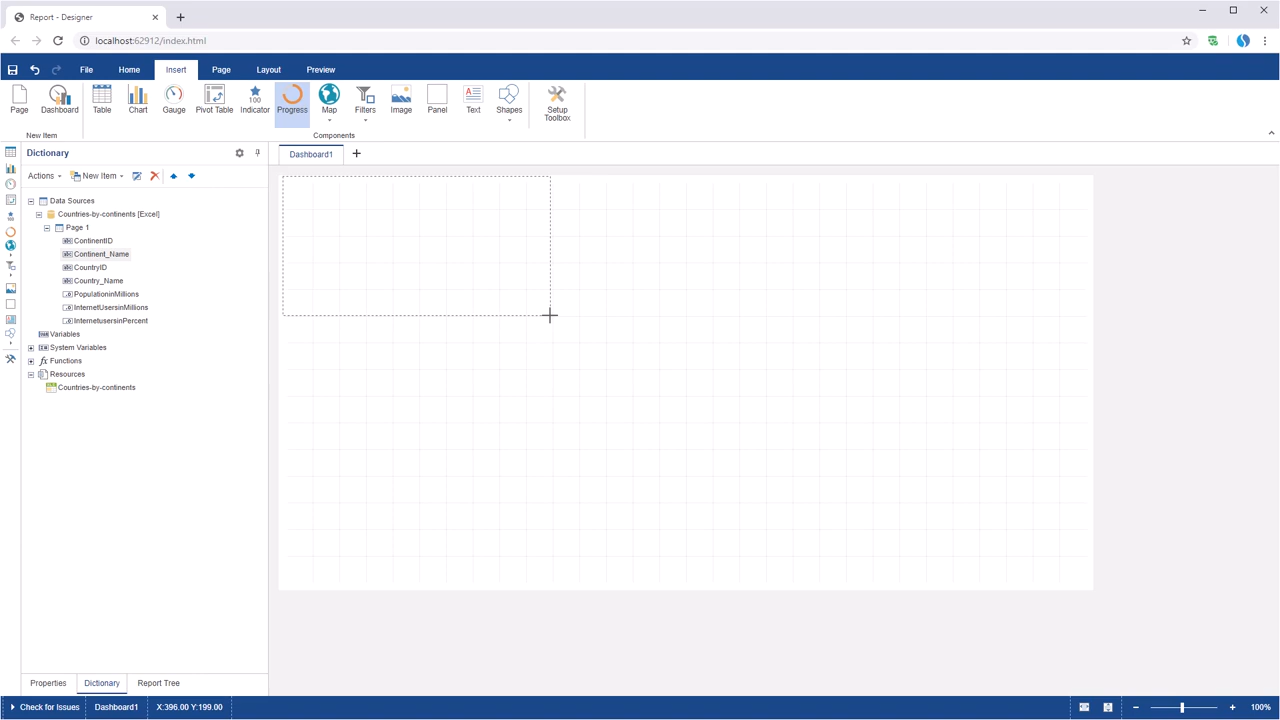 Report - Designer
localhost:62912/index.html
File Home Insert Page Layout Preview
Page Dashboard Table Chart Gauge Pivot Table Indicator Progress Map Filters Image Panel Text Shapes Setup Toolbox
100
New Item Components
Dictionary
Dashboard1
Actions New Item
Data Sources
Countries-by-continents [Excel]
Page 1
ContinentID
Continent_Name
CountryID
Country_Name
PopulationinMillions
InternetUsersinMillions
InternetusersinPercent
Variables
System Variables
fx Functions
Resources
Countries-by-continents
Properties Dictionary Report Tree
Check for Issues Dashboard1 X:396.00 Y:199.00 100%